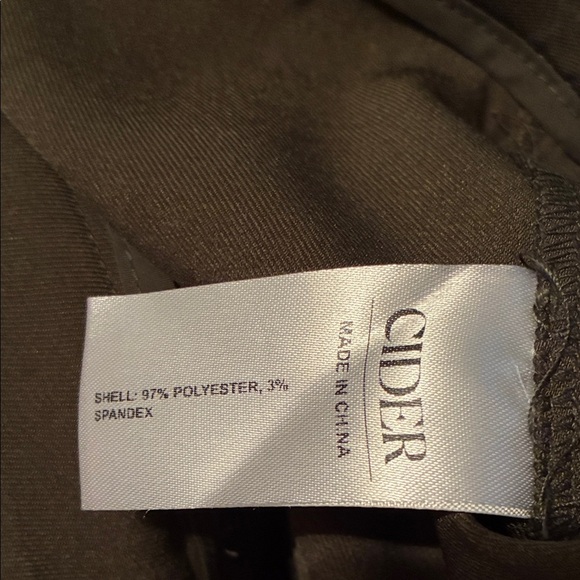 CIDER
MADE IN CHINA
SHELL: 97% POLYESTER, 3%
SPANDEX